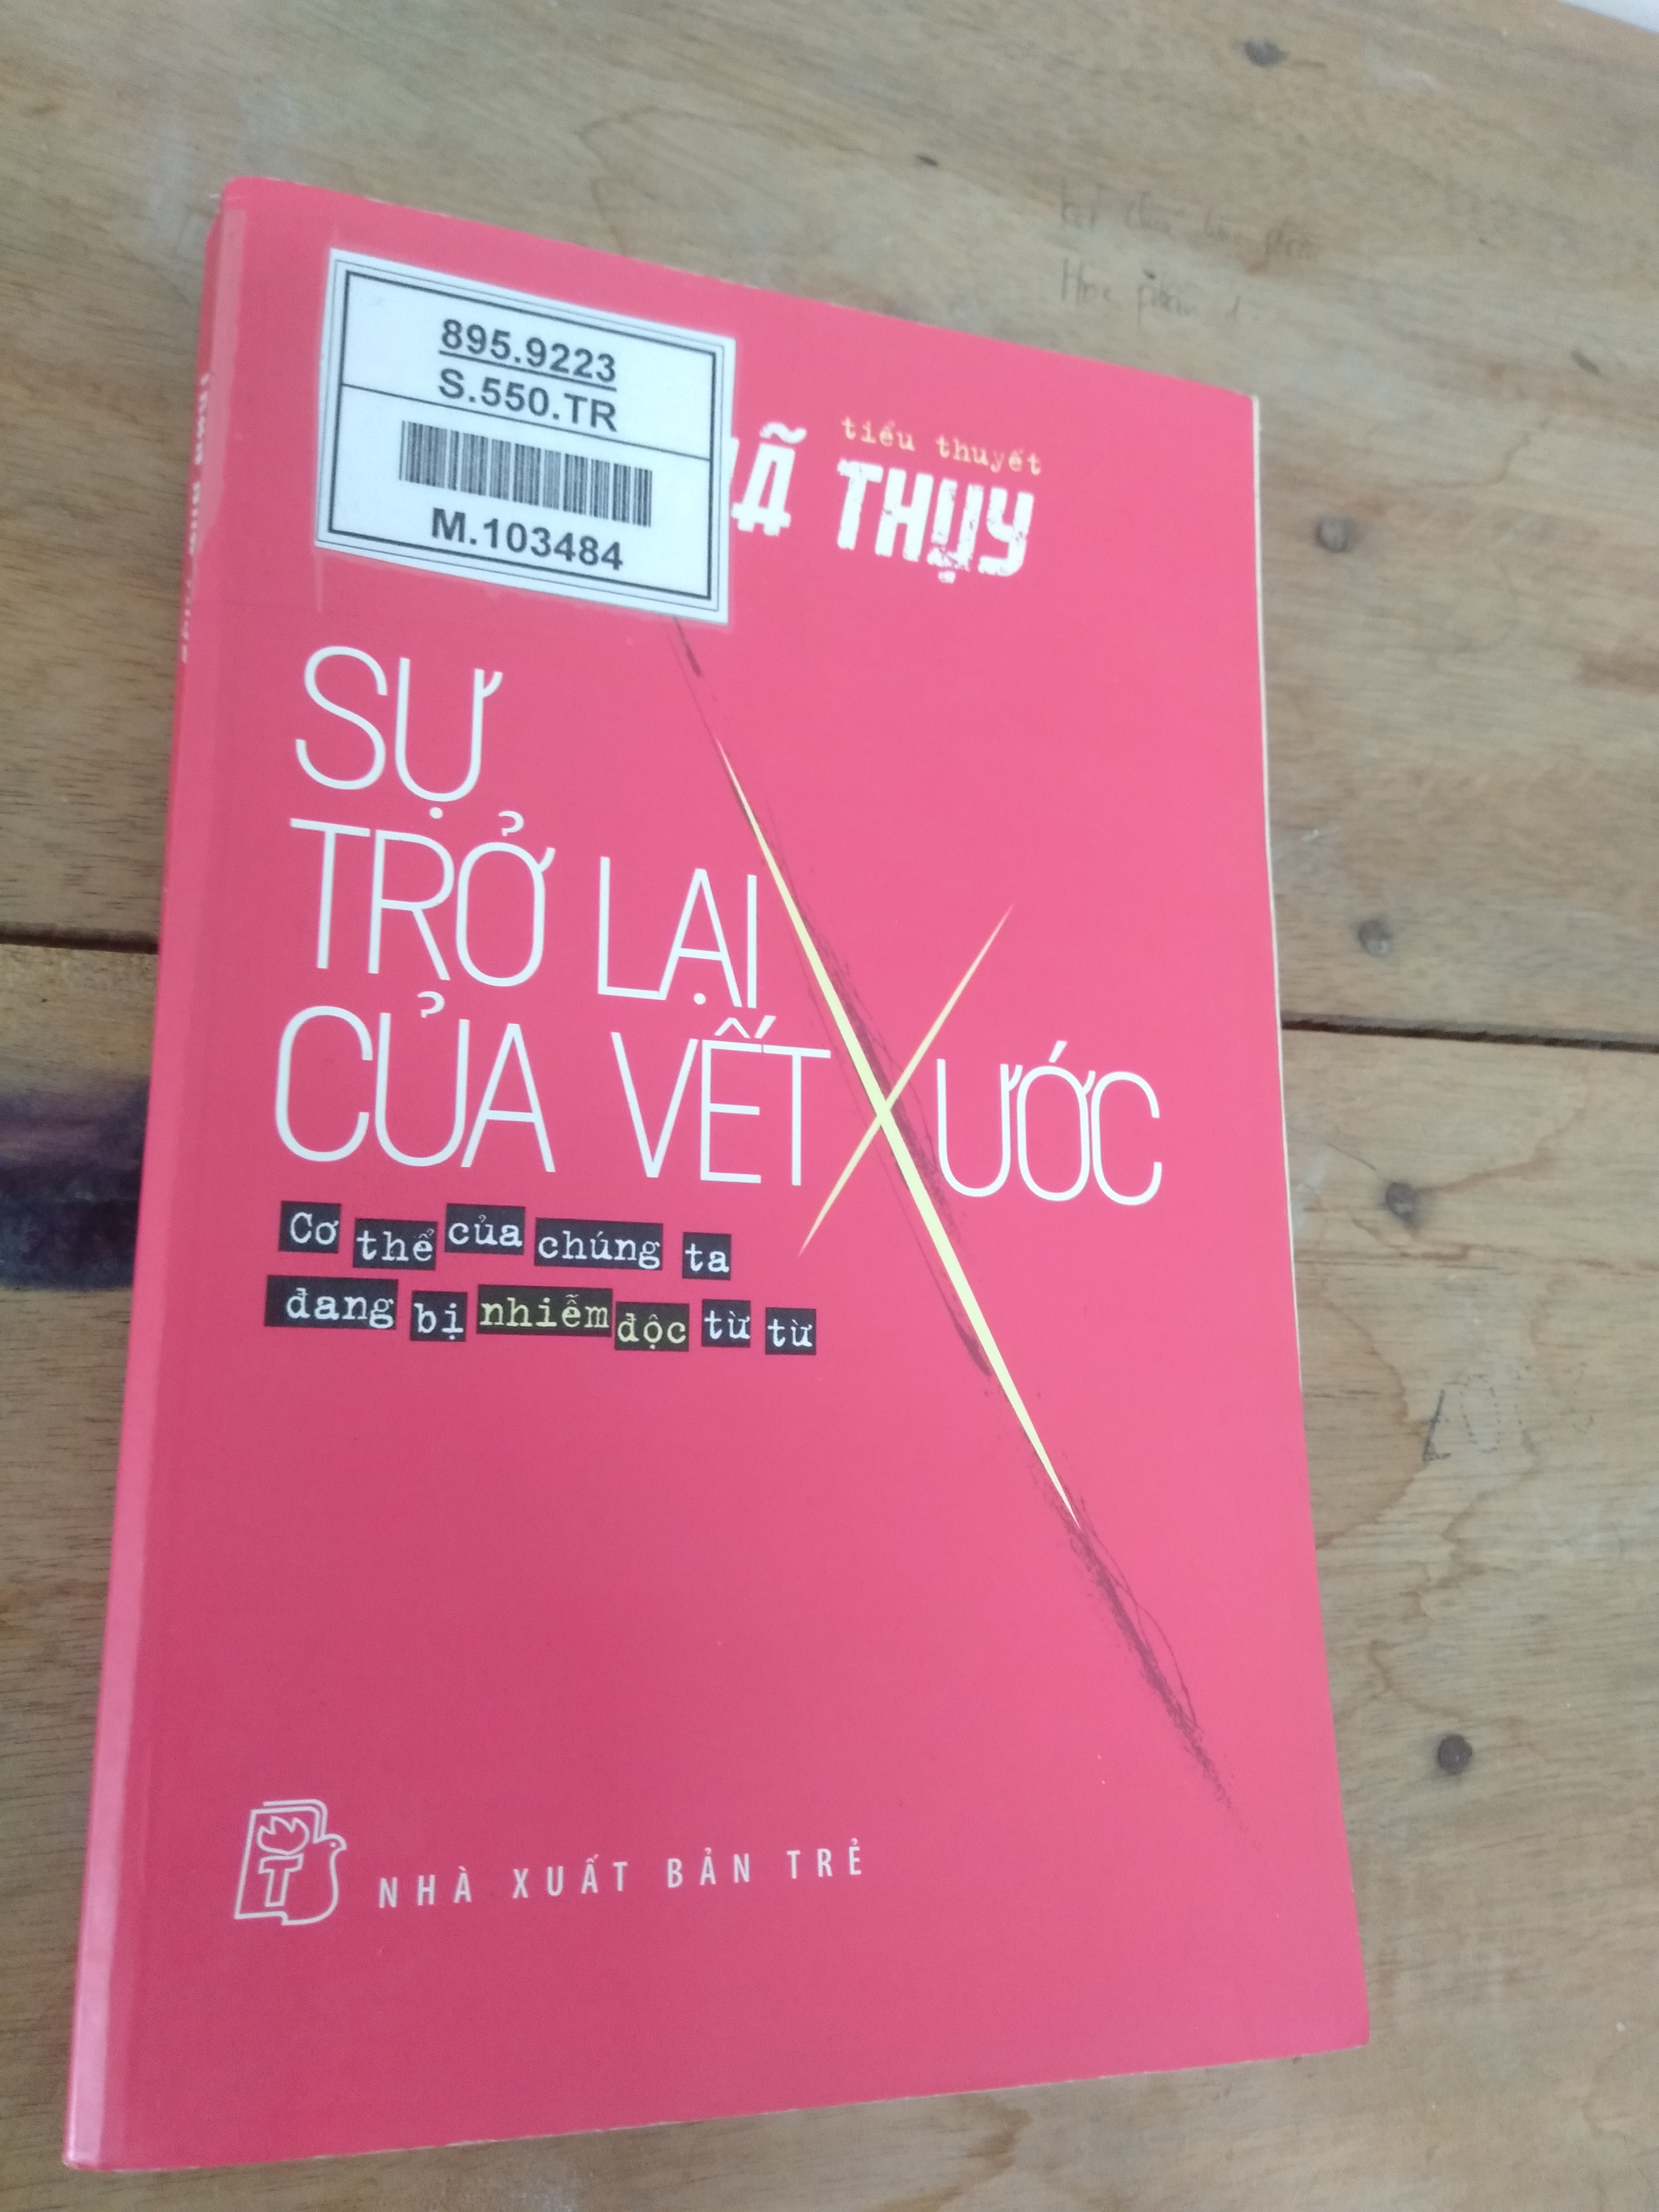 895.9223
S.550.TR
M.103484
tiểu thuyết
THỤY
SỰ
TRỞ LẠI
CỦA VẾT XƯỚC
Cơ thể của chúng ta
đang bị nhiễm độc từ từ
NHÀ XUẤT BẢN TRẺ